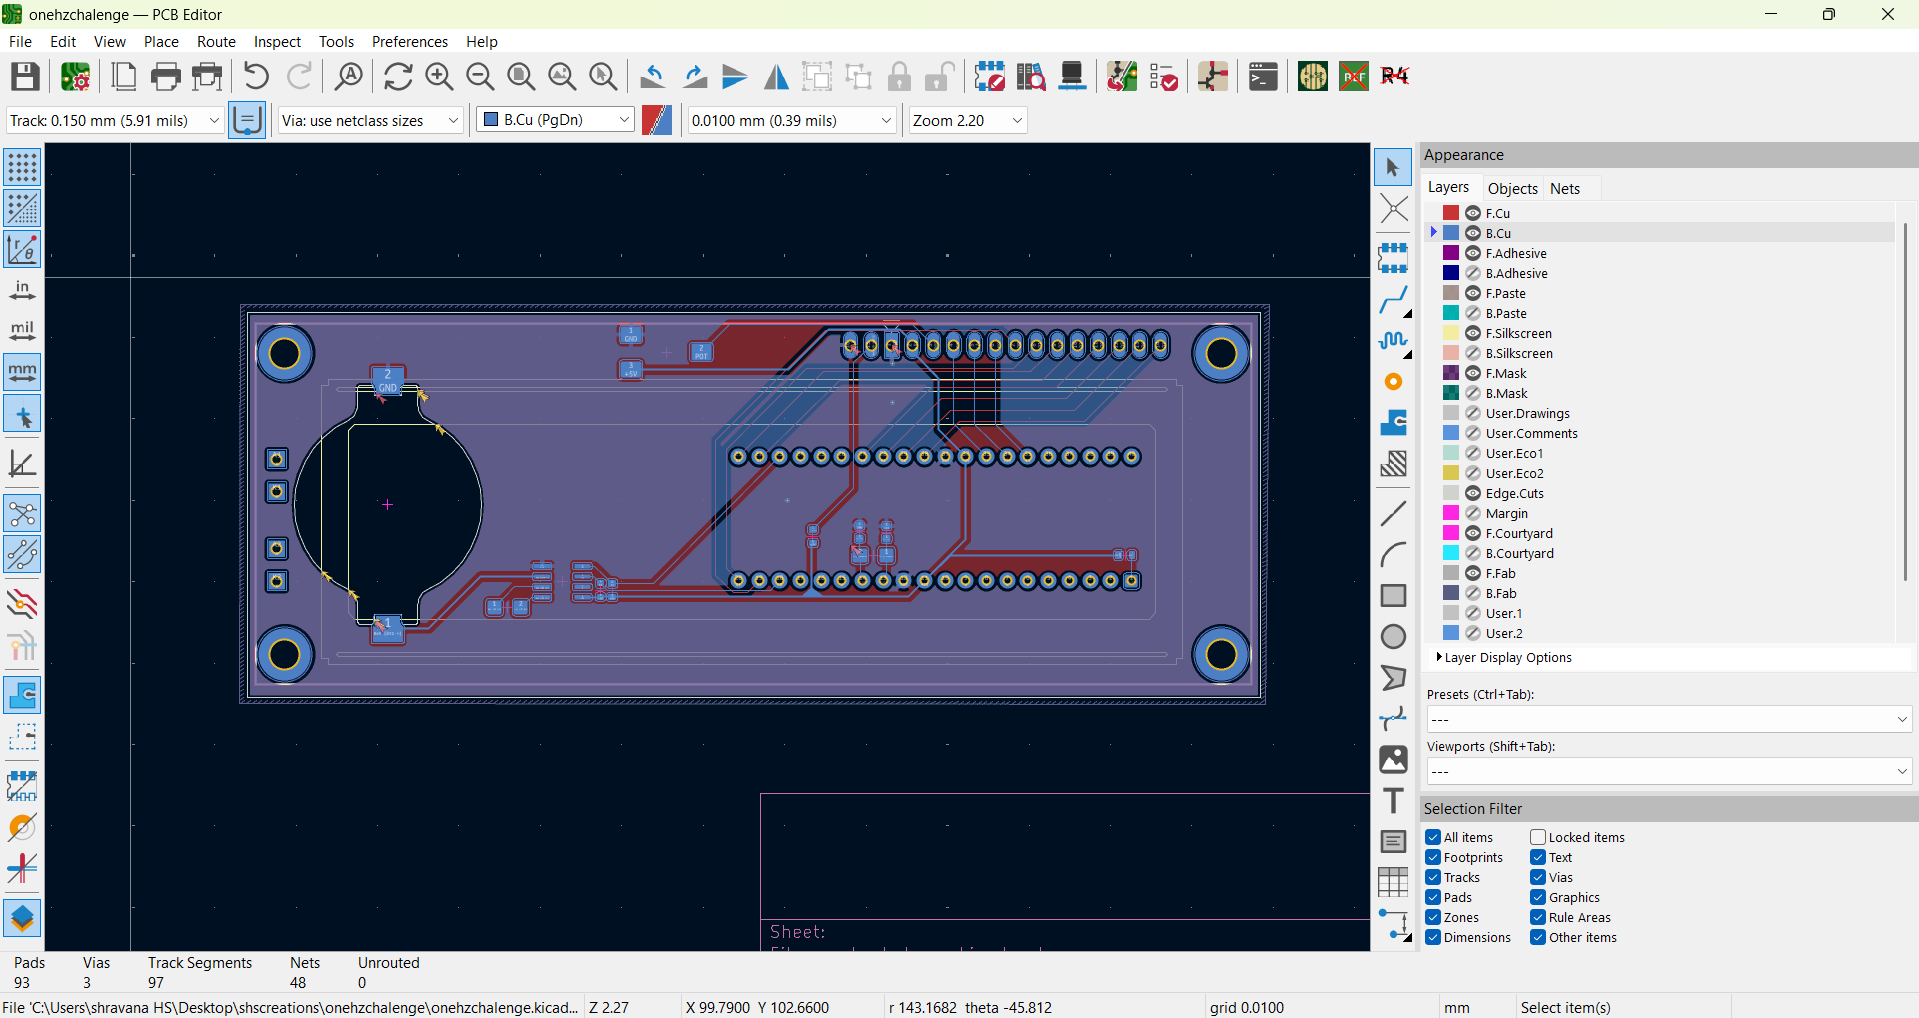 onehzchalenge — PCB Editor
File Edit View Place Route Inspect Tools Preferences Help
R4
Track: 0.150 mm (5.91 mils) Via: use netclass sizes B.Cu (PgDn) 0.0100 mm (0.39 mils) Zoom 2.20
in
mil
mm
Appearance
Layers Objects Nets
F.Cu
B.Cu
F.Adhesive
B.Adhesive
F.Paste
B.Paste
F.Silkscreen
B.Silkscreen
F.Mask
B.Mask
User.Drawings
User.Comments
User.Eco1
User.Eco2
Edge.Cuts
Margin
F.Courtyard
B.Courtyard
F.Fab
B.Fab
User.1
User.2
Layer Display Options
Presets (Ctrl+Tab):
---
Viewports (Shift+Tab):
---
Selection Filter
All items Locked items
Footprints Text
Tracks Vias
Pads Graphics
Zones Rule Areas
Dimensions Other items
1
GND
2
POT
3
+5V
2
GND
1
1 2
Sheet:
Pads Vias Track Segments Nets Unrouted
93 3 97 48 0
File 'C:\Users\shravana HS\Desktop\shscreations\onehzchalenge\onehzchalenge.kicad... Z 2.27 X 99.7900 Y 102.6600 r 143.1682 theta -45.812 grid 0.0100 mm Select item(s)